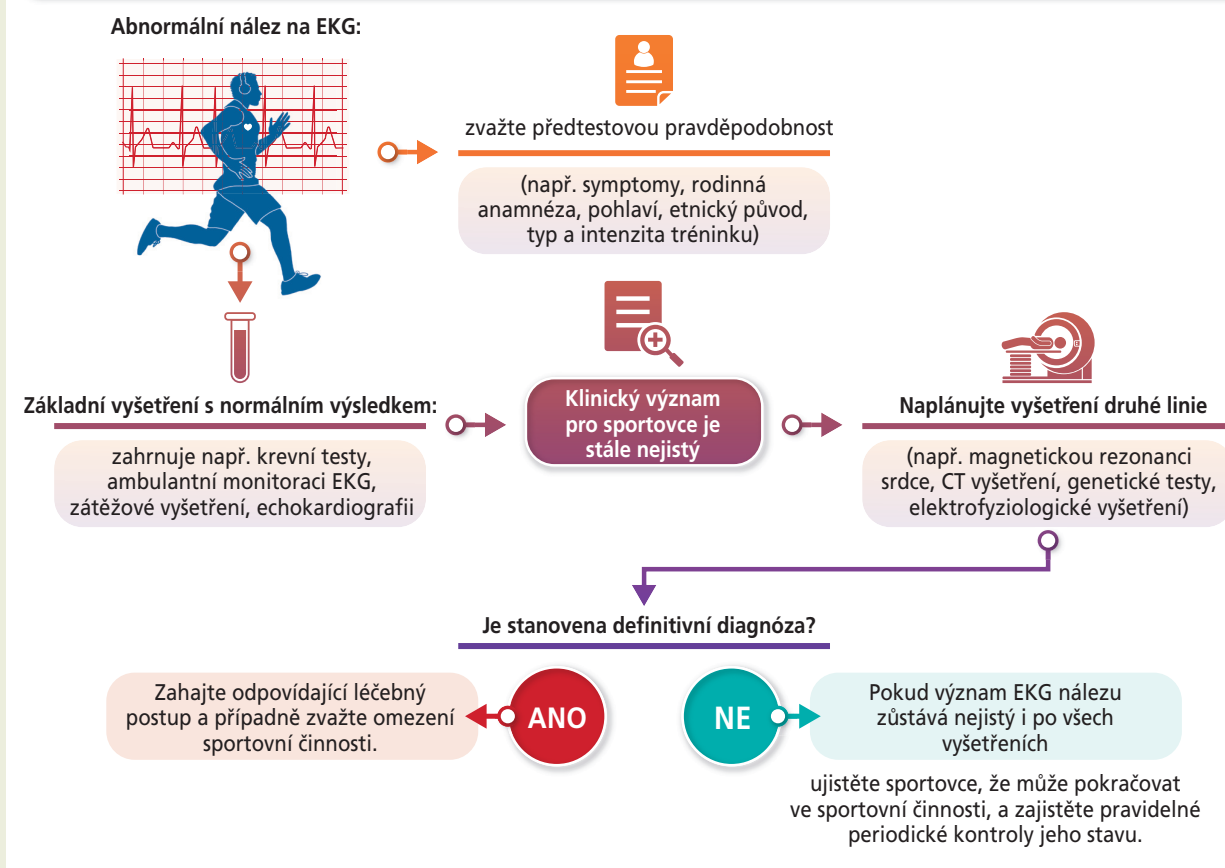 Abnormální nález na EKG:
zvažte předtestovou pravděpodobnost
(např. symptomy, rodinná
anamnéza, pohlaví, etnický původ,
typ a intenzita tréninku)
Základní vyšetření s normálním výsledkem:
zahrnuje např. krevní testy,
ambulantní monitoraci EKG,
zátěžové vyšetření, echokardiografii
Klinický význam
pro sportovce je
stále nejistý
Naplánujte vyšetření druhé linie
(např. magnetickou rezonanci
srdce, CT vyšetření, genetické testy,
elektrofyziologické vyšetření)
Je stanovena definitivní diagnóza?
Zahajte odpovídající léčebný
postup a případně zvažte omezení
sportovní činnosti.
ANO
NE
Pokud význam EKG nálezu
zůstává nejistý i po všech
vyšetřeních
ujistěte sportovce, že může pokračovat
ve sportovní činnosti, a zajistěte pravidelné
periodické kontroly jeho stavu.